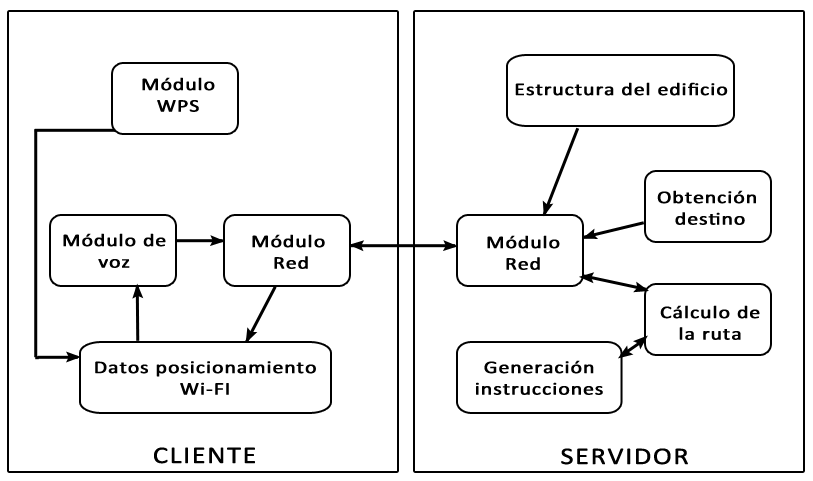 Módulo
WPS
Módulo de
voz
Módulo
Red
Datos posicionamiento
Wi-FI
CLIENTE
Estructura del edificio
Obtención
destino
Módulo
Red
Cálculo de
la ruta
Generación
instrucciones
SERVIDOR